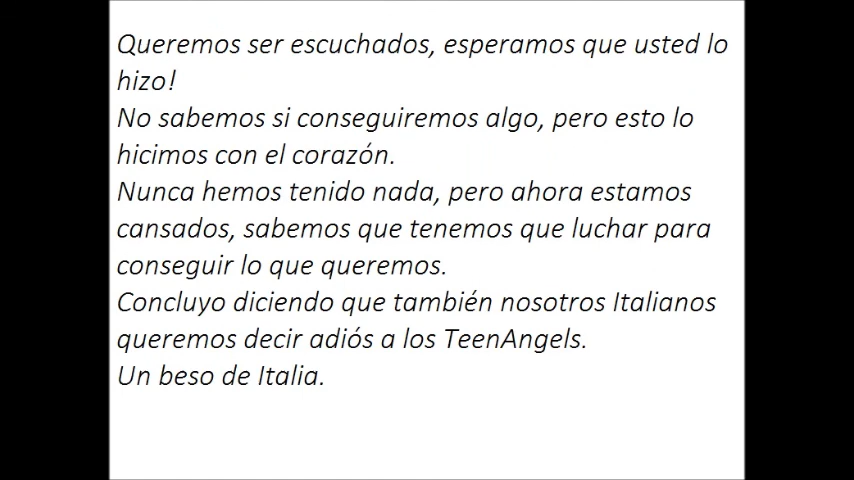 Queremos ser escuchados, esperamos que usted lo
hizo!
No sabemos si conseguiremos algo, pero esto lo
hicimos con el corazón.
Nunca hemos tenido nada, pero ahora estamos
cansados, sabemos que tenemos que luchar para
conseguir lo que queremos.
Concluyo diciendo que también nosotros Italianos
queremos decir adiós a los TeenAngels.
Un beso de Italia.